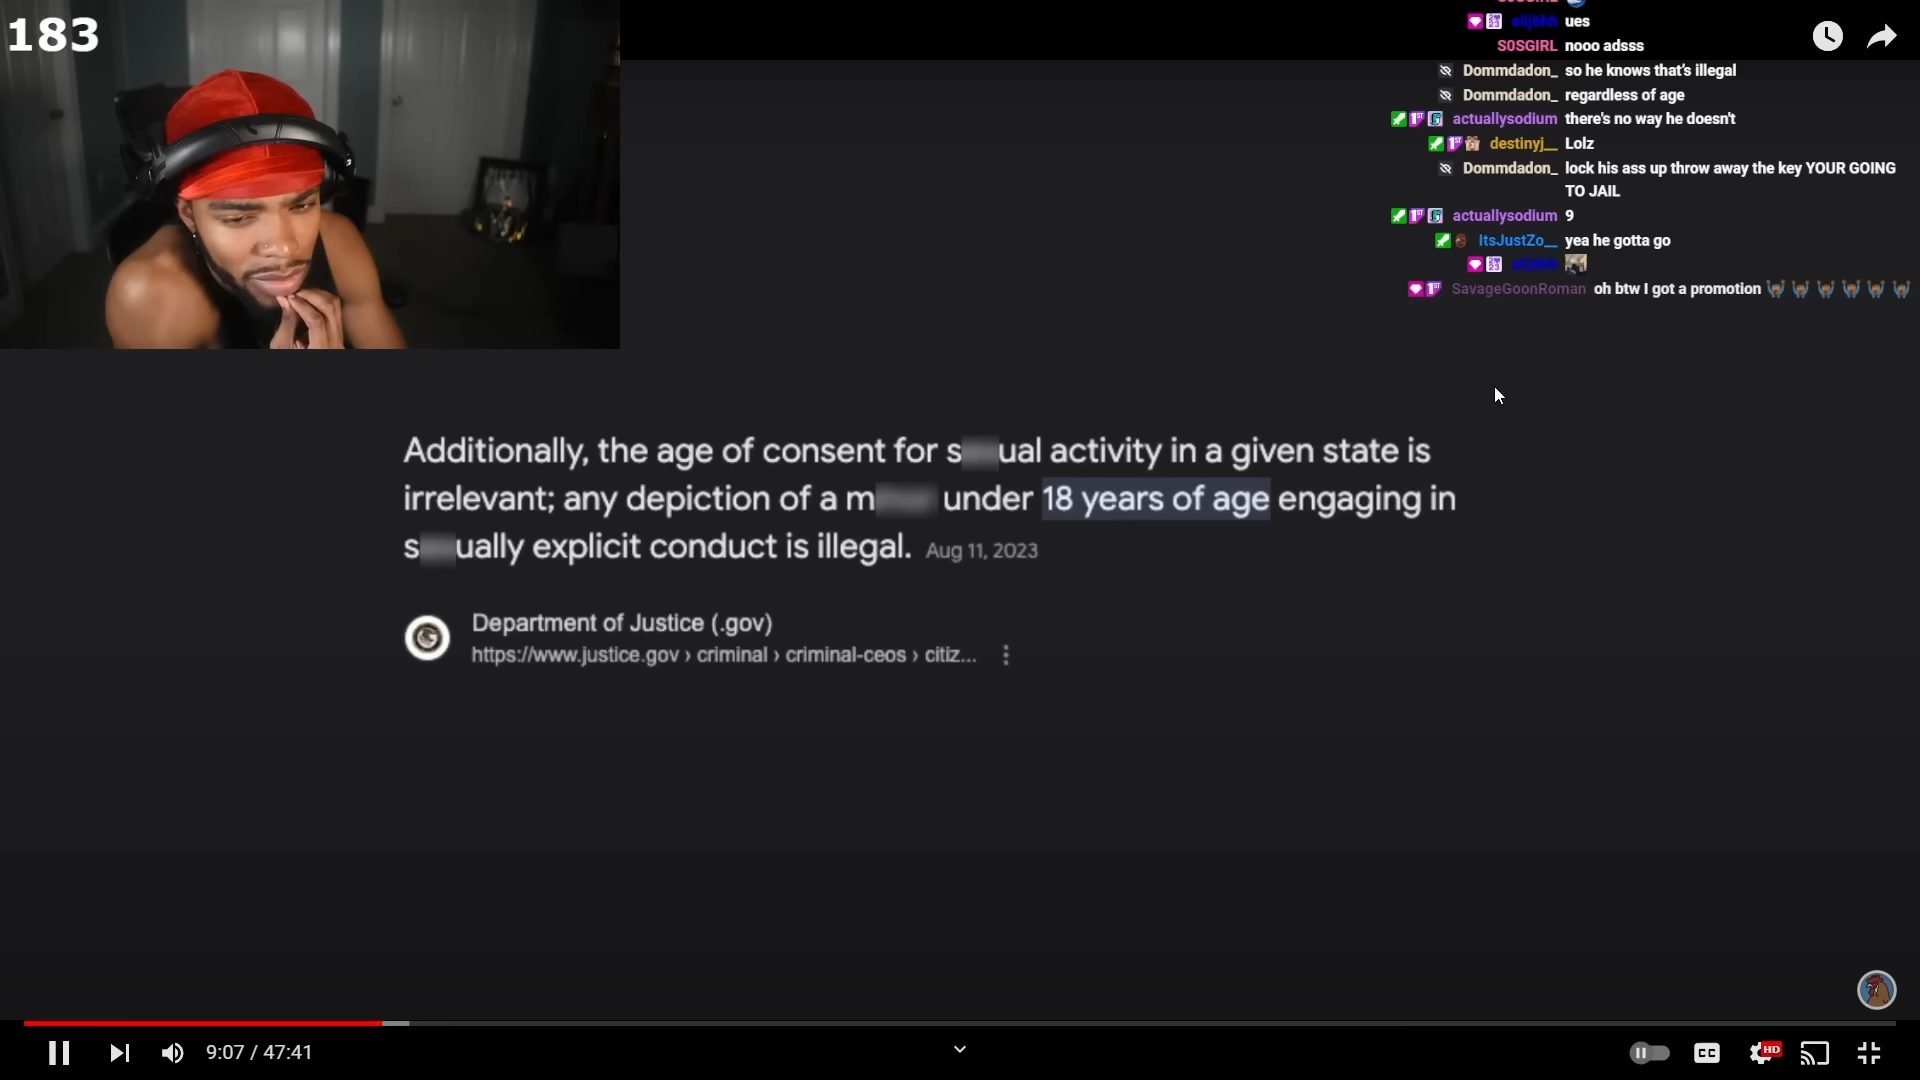 183
ues
S0SGIRL nooo adsss
Dommdadon_ so he knows that's illegal
Dommdadon_ regardless of age
actuallysodium there's no way he doesn't
destinyj__ Lolz
Dommdadon_ lock his ass up throw away the key YOUR GOING
TO JAIL
actuallysodium 9
ItsJustZo__ yea he gotta go
SavageGoonRoman oh btw I got a promotion
Additionally, the age of consent for s ual activity in a given state is
irrelevant; any depiction of a m under 18 years of age engaging in
s ually explicit conduct is illegal. Aug 11, 2023
Department of Justice (.gov)
https://www.justice.gov › criminal › criminal-ceos › citiz...
9:07 / 47:41
CC
HD